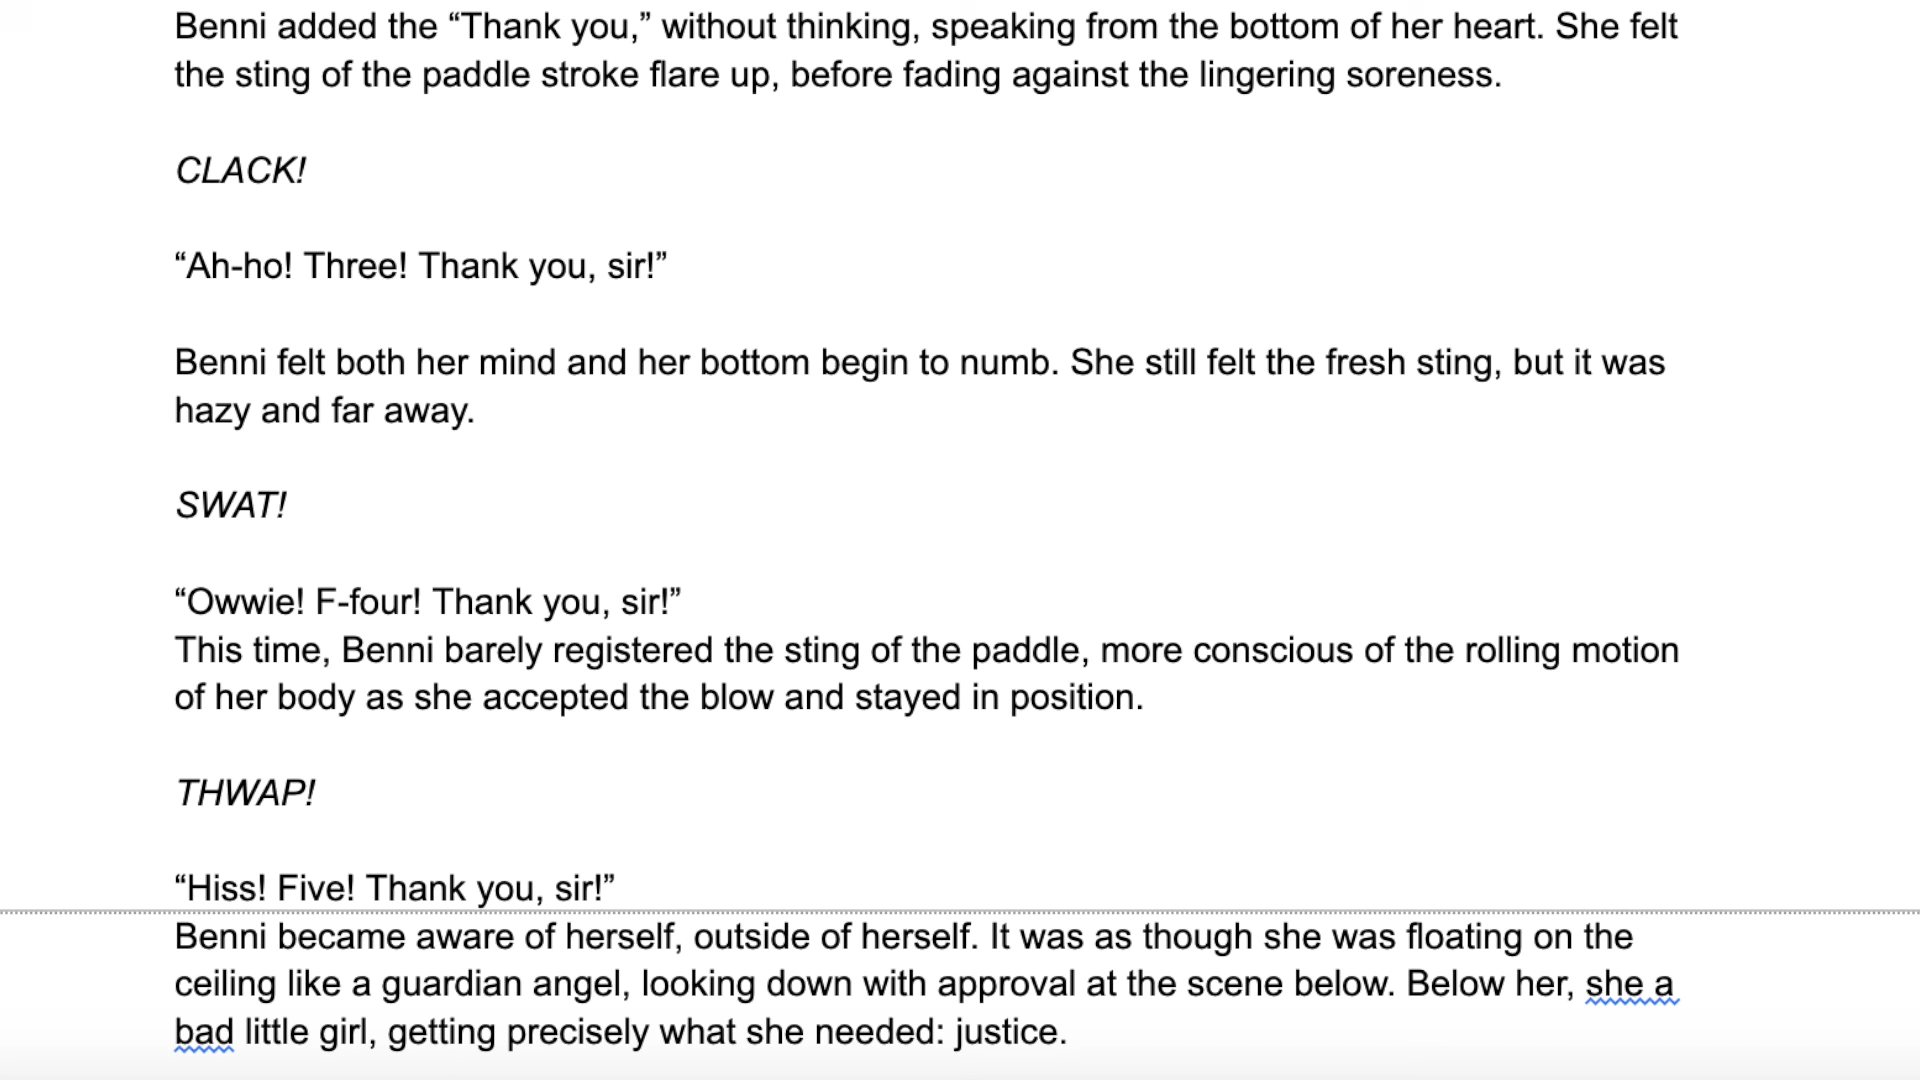 Benni added the “Thank you,” without thinking, speaking from the bottom of her heart. She felt
the sting of the paddle stroke flare up, before fading against the lingering soreness.
CLACK!
“Ah-ho! Three! Thank you, sir!”
Benni felt both her mind and her bottom begin to numb. She still felt the fresh sting, but it was
hazy and far away.
SWAT!
“Owwie! F-four! Thank you, sir!”
This time, Benni barely registered the sting of the paddle, more conscious of the rolling motion
of her body as she accepted the blow and stayed in position.
THWAP!
“Hiss! Five! Thank you, sir!”
Benni became aware of herself, outside of herself. It was as though she was floating on the
ceiling like a guardian angel, looking down with approval at the scene below. Below her, she a
bad little girl, getting precisely what she needed: justice.